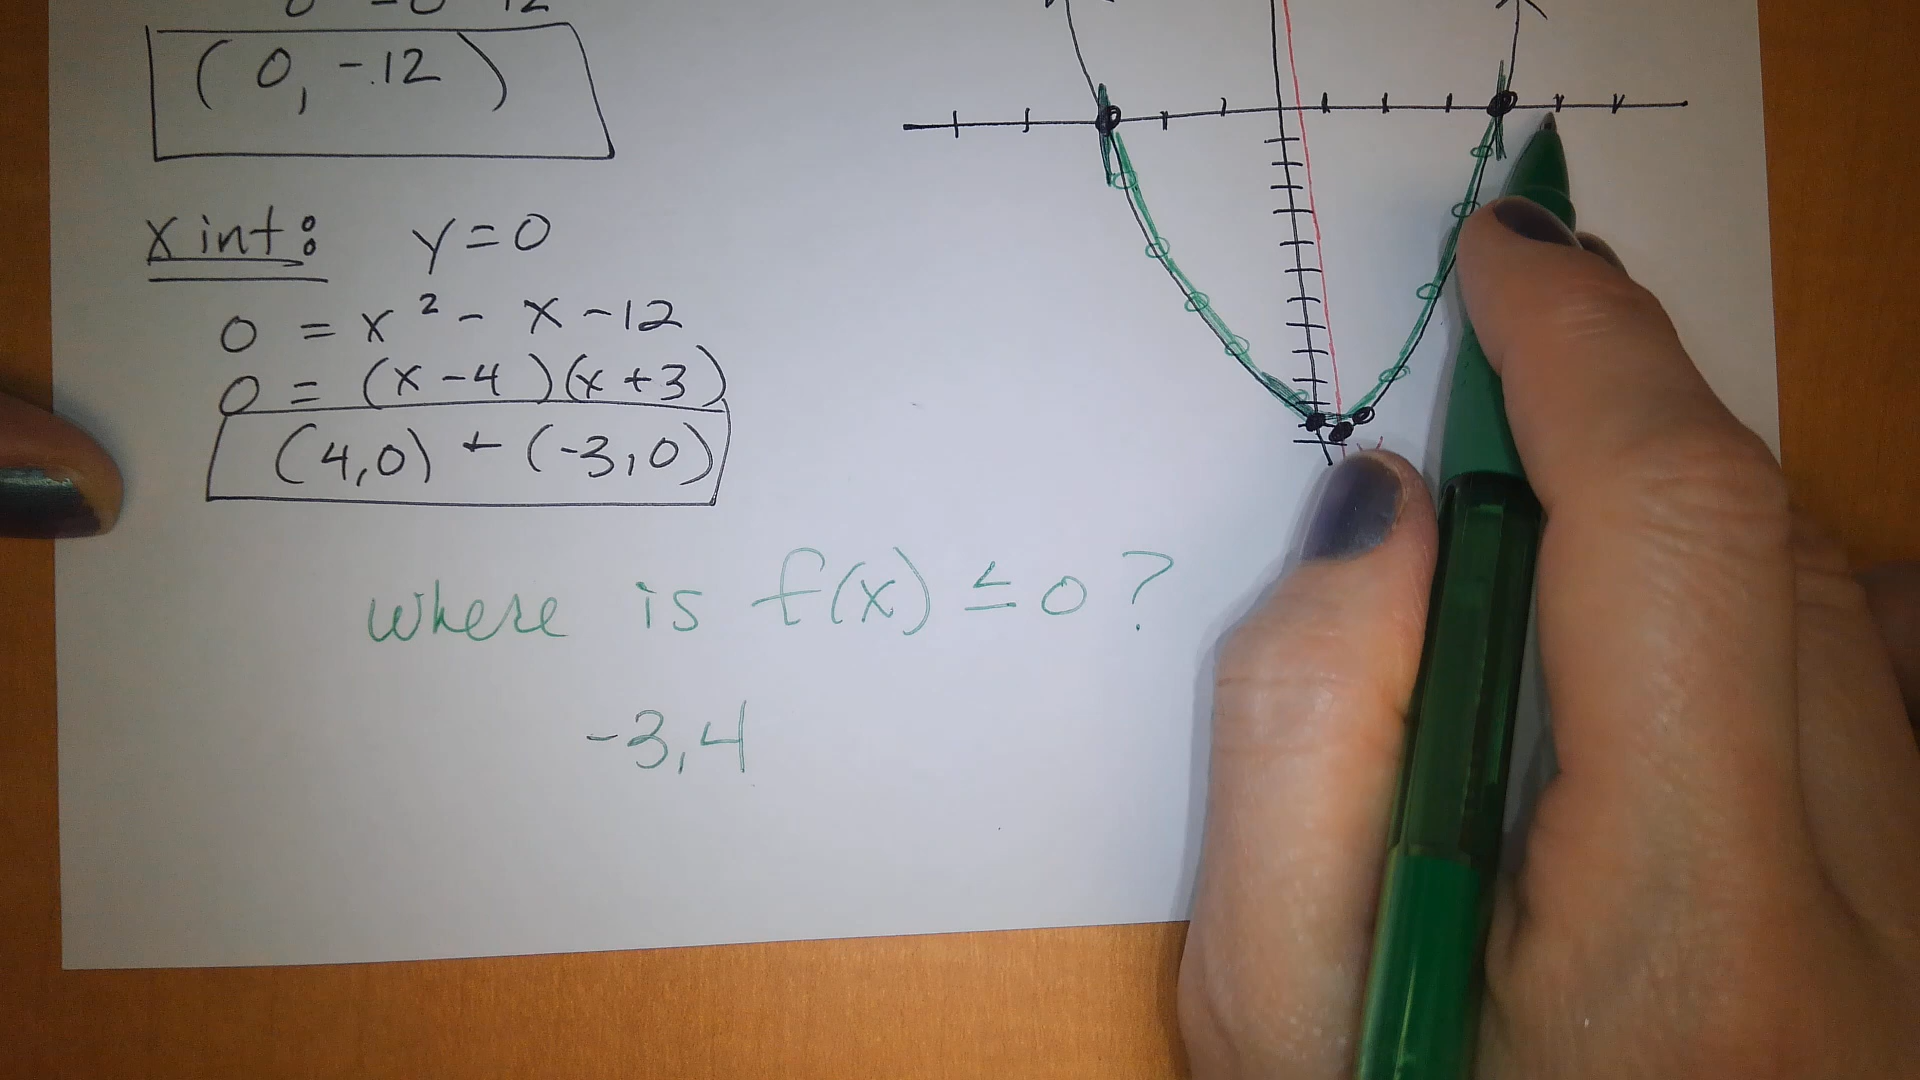 (0, -12)
x int: y=0
0 = x² - x - 12
0 = (x-4)(x+3)
(4,0) + (-3,0)
where is f(x) ≤ 0?
-3,4